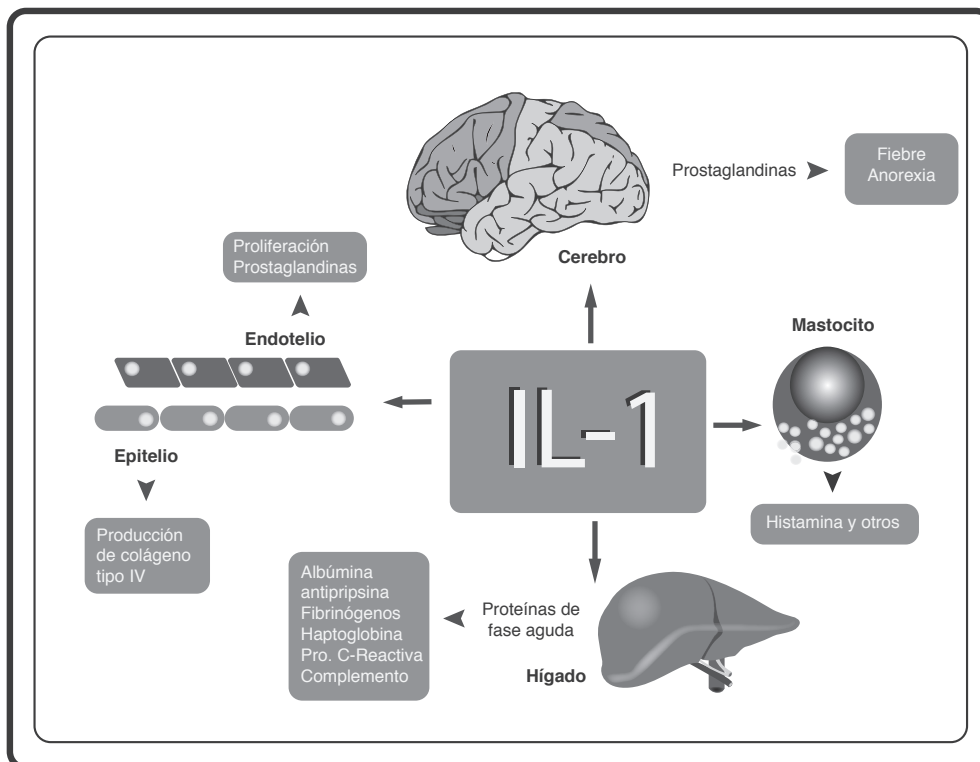 Prostaglandinas
Fiebre
Anorexia
Cerebro
Proliferación
Prostaglandinas
Endotelio
Mastocito
IL-1
Epitelio
Producción
de colágeno
tipo IV
Histamina y otros
Albúmina
antipripsina
Fibrinógenos
Haptoglobina
Pro. C-Reactiva
Complemento
Proteínas de
fase aguda
Hígado